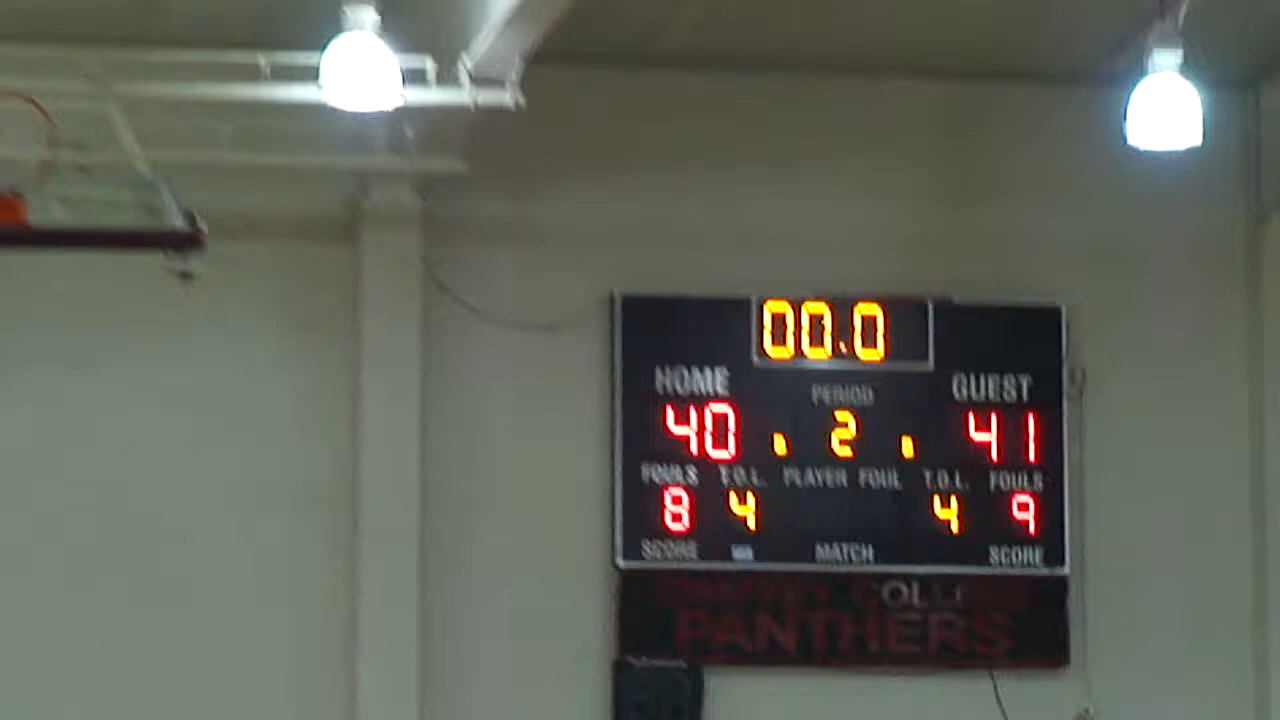 00.0
HOME PERIOD GUEST
40 2 41
FOULS T.O.L. PLAYER FOUL T.O.L. FOULS
8 4 4 9
SCORE MATCH SCORE
PANTHERS